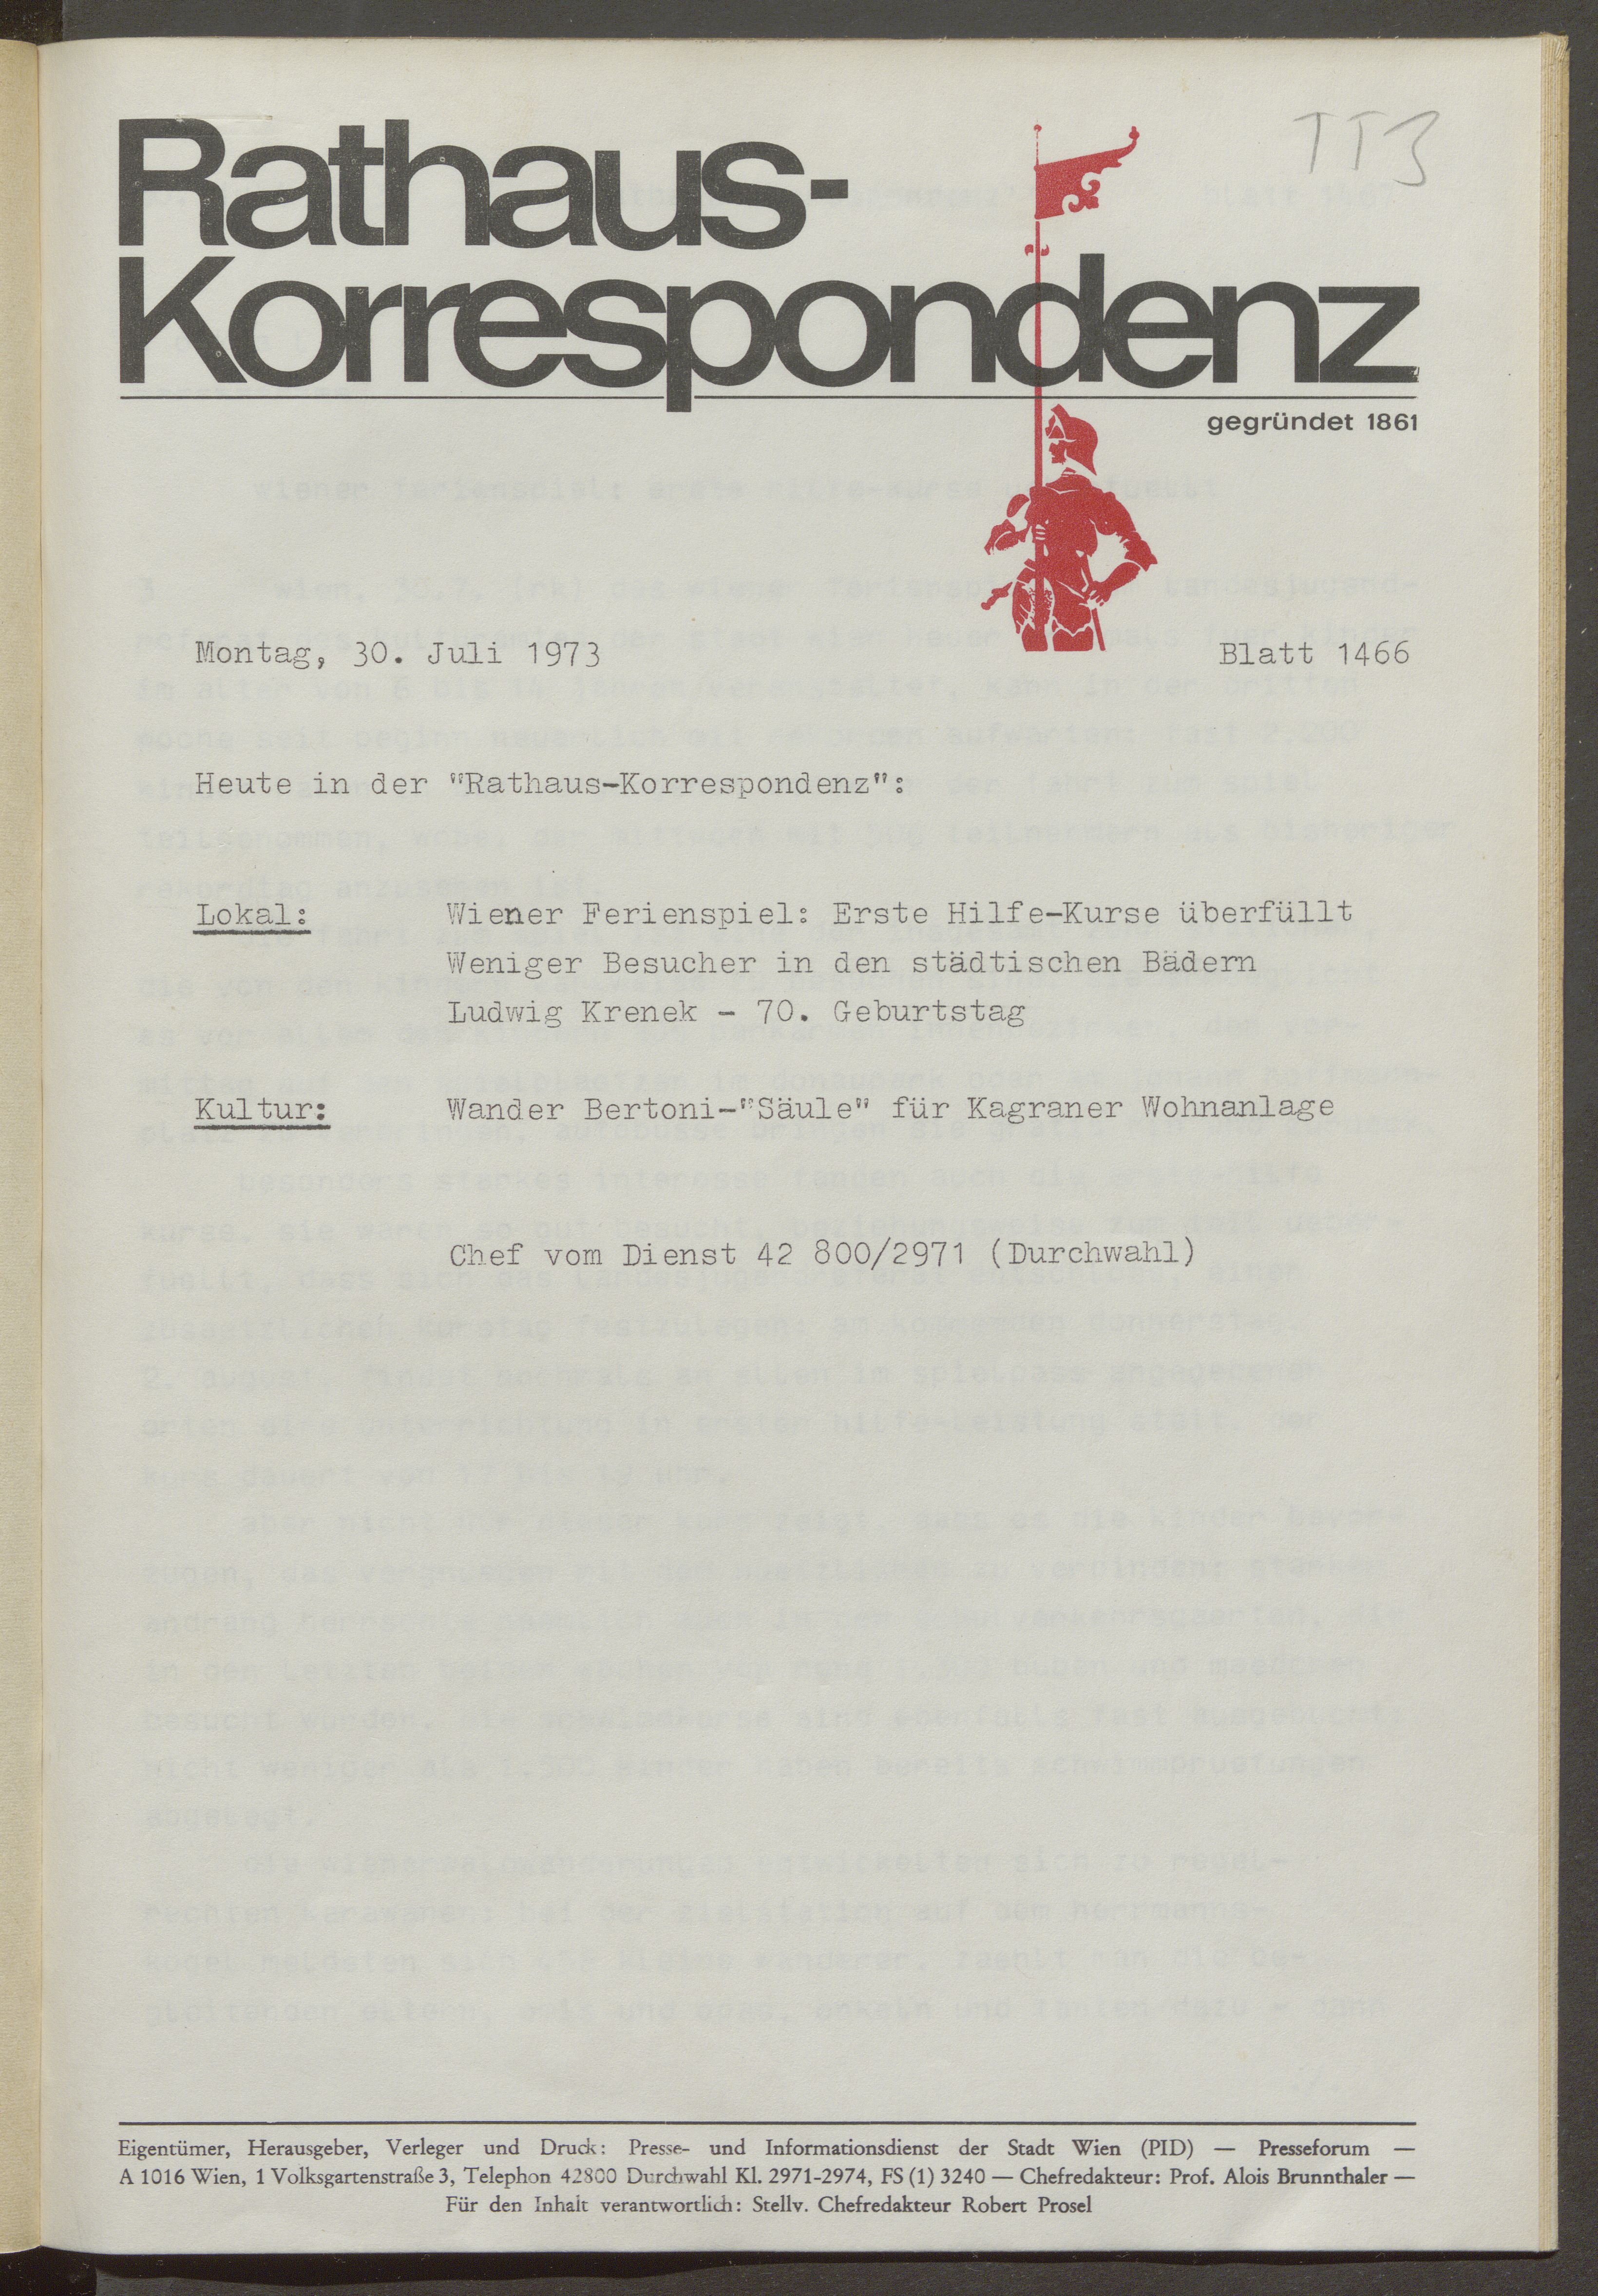 Rathaus-
Korrespondenz
gegründet 1861
Montag, 30. Juli 1973 Blatt 1466
Heute in der "Rathaus-Korrespondenz":
Lokal: Wiener Ferienspiel: Erste Hilfe-Kurse überfüllt
Weniger Besucher in den städtischen Bädern
Ludwig Krenek - 70. Geburtstag
Kultur: Wander Bertoni-"Säule" für Kagraner Wohnanlage
Chef vom Dienst 42 800/2971 (Durchwahl)
Eigentümer, Herausgeber, Verleger und Druck: Presse- und Informationsdienst der Stadt Wien (PID) — Presseforum —
A 1016 Wien, 1 Volksgartenstraße 3, Telephon 42800 Durchwahl Kl. 2971-2974, FS (1) 3240 — Chefredakteur: Prof. Alois Brunnthaler —
Für den Inhalt verantwortlich: Stellv. Chefredakteur Robert Prosel